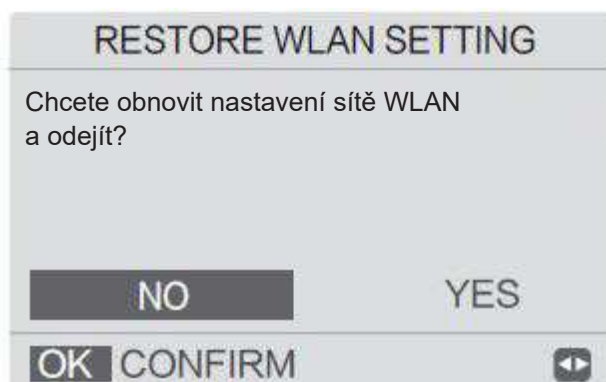 RESTORE WLAN SETTING
Chcete obnovit nastavení sítě WLAN
a odejít?
NO YES
OK CONFIRM